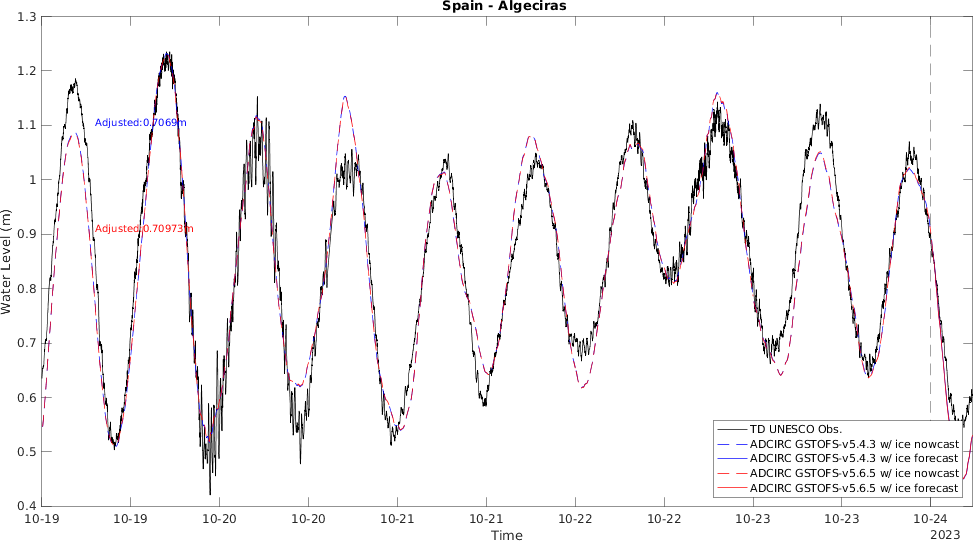 Spain - Algeciras
1.3
1.2
1.1
1
0.9
0.8
0.7
0.6
0.5
0.4
Water Level (m)
Adjusted:0.7069m
Adjusted:0.70973m
TD UNESCO Obs.
ADCIRC GSTOFS-v5.4.3 w/ ice nowcast
ADCIRC GSTOFS-v5.4.3 w/ ice forecast
ADCIRC GSTOFS-v5.6.5 w/ ice nowcast
ADCIRC GSTOFS-v5.6.5 w/ ice forecast
10-19 10-19 10-20 10-20 10-21 10-21 10-22 10-22 10-23 10-23 10-24
Time
2023